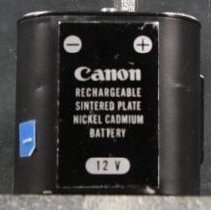 − +
Canon
RECHARGEABLE
SINTERED PLATE
NICKEL CADMIUM
BATTERY
12 V